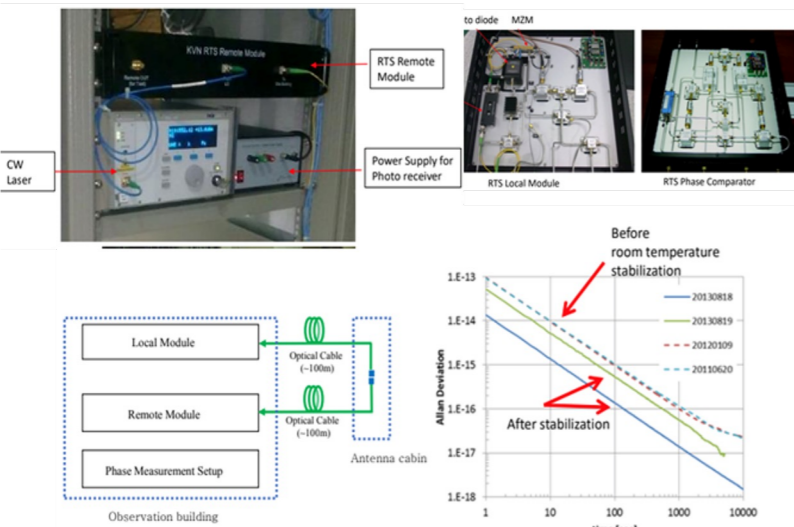 KVN RTS Remote Module
RTS Remote
Module
CW
Laser
Power Supply for
Photo receiver
to diode
MZM
RTS Local Module
RTS Phase Comparator
Local Module
Remote Module
Phase Measurement Setup
Optical Cable
(~100m)
Optical Cable
(~100m)
Antenna cabin
Observation building
Before
room temperature
stabilization
1.E-13
1.E-14
1.E-15
1.E-16
1.E-17
1.E-18
Allan Deviation
20130818
20130819
20120109
20110620
After stabilization
1
10
100
1000
10000